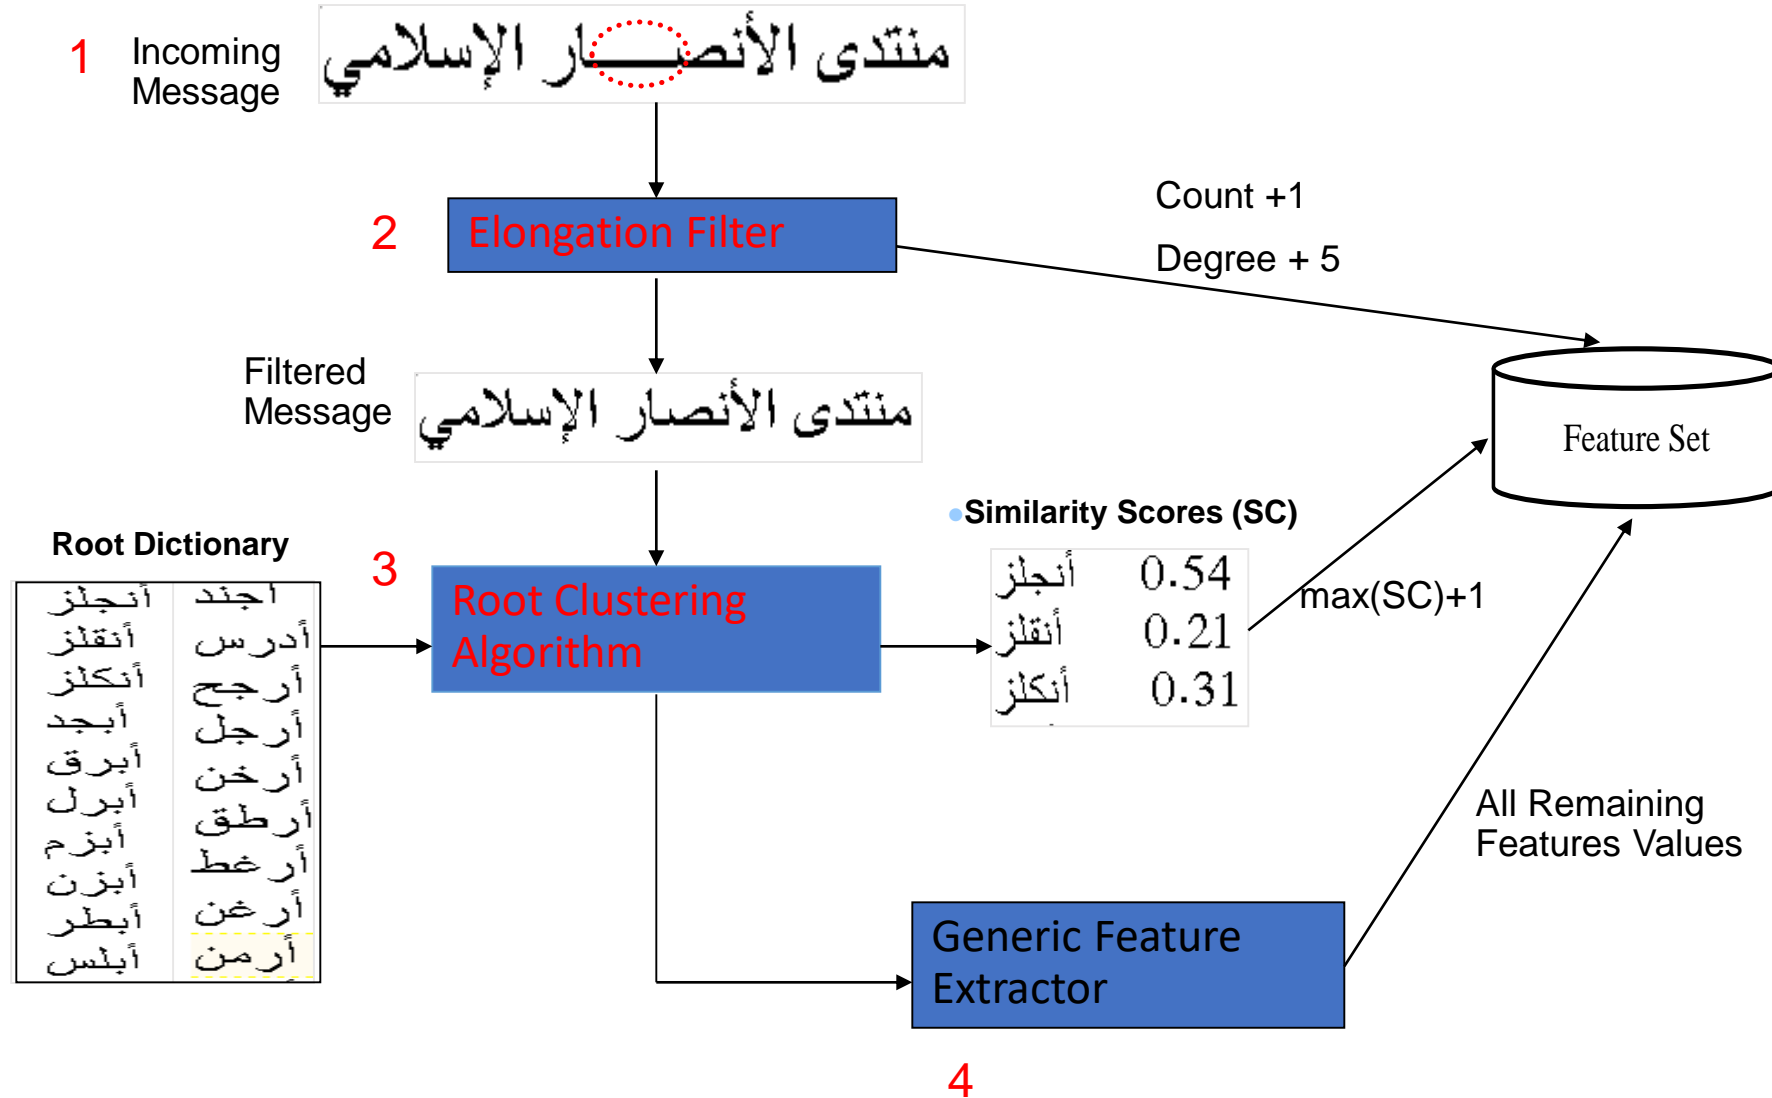 1
Incoming
Message
منتدى الأنصـــــار الإسلامي
2
Elongation Filter
Count +1
Degree + 5
Filtered
Message
منتدى الأنصار الإسلامي
Feature Set
Root Dictionary
أنجلز
أنقلز
أنكلز
أبجد
أبرق
أبرل
أبزم
أبزن
أبطر
أبلس
أجند
أدرس
أرجح
أرجل
أرخن
أرطق
أرغط
أرغن
أرمن
3
Root Clustering
Algorithm
•Similarity Scores (SC)
أنجلز 0.54
أنقلز 0.21
أنكلز 0.31
max(SC)+1
All Remaining
Features Values
Generic Feature
Extractor
4